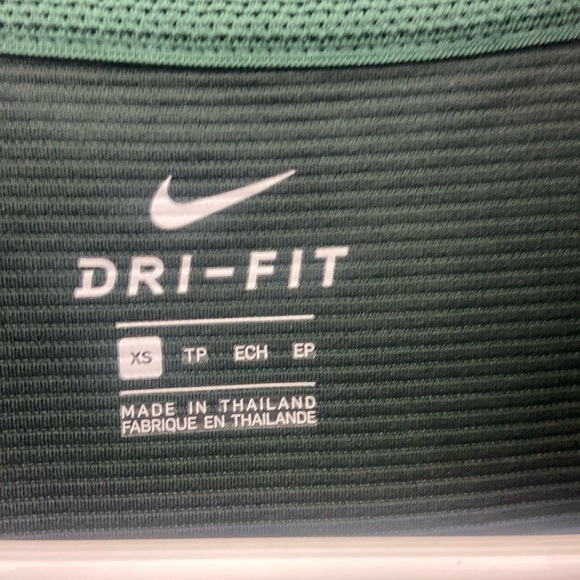 DRI-FIT
XS TP ECH EP
MADE IN THAILAND
FABRIQUE EN THAILANDE